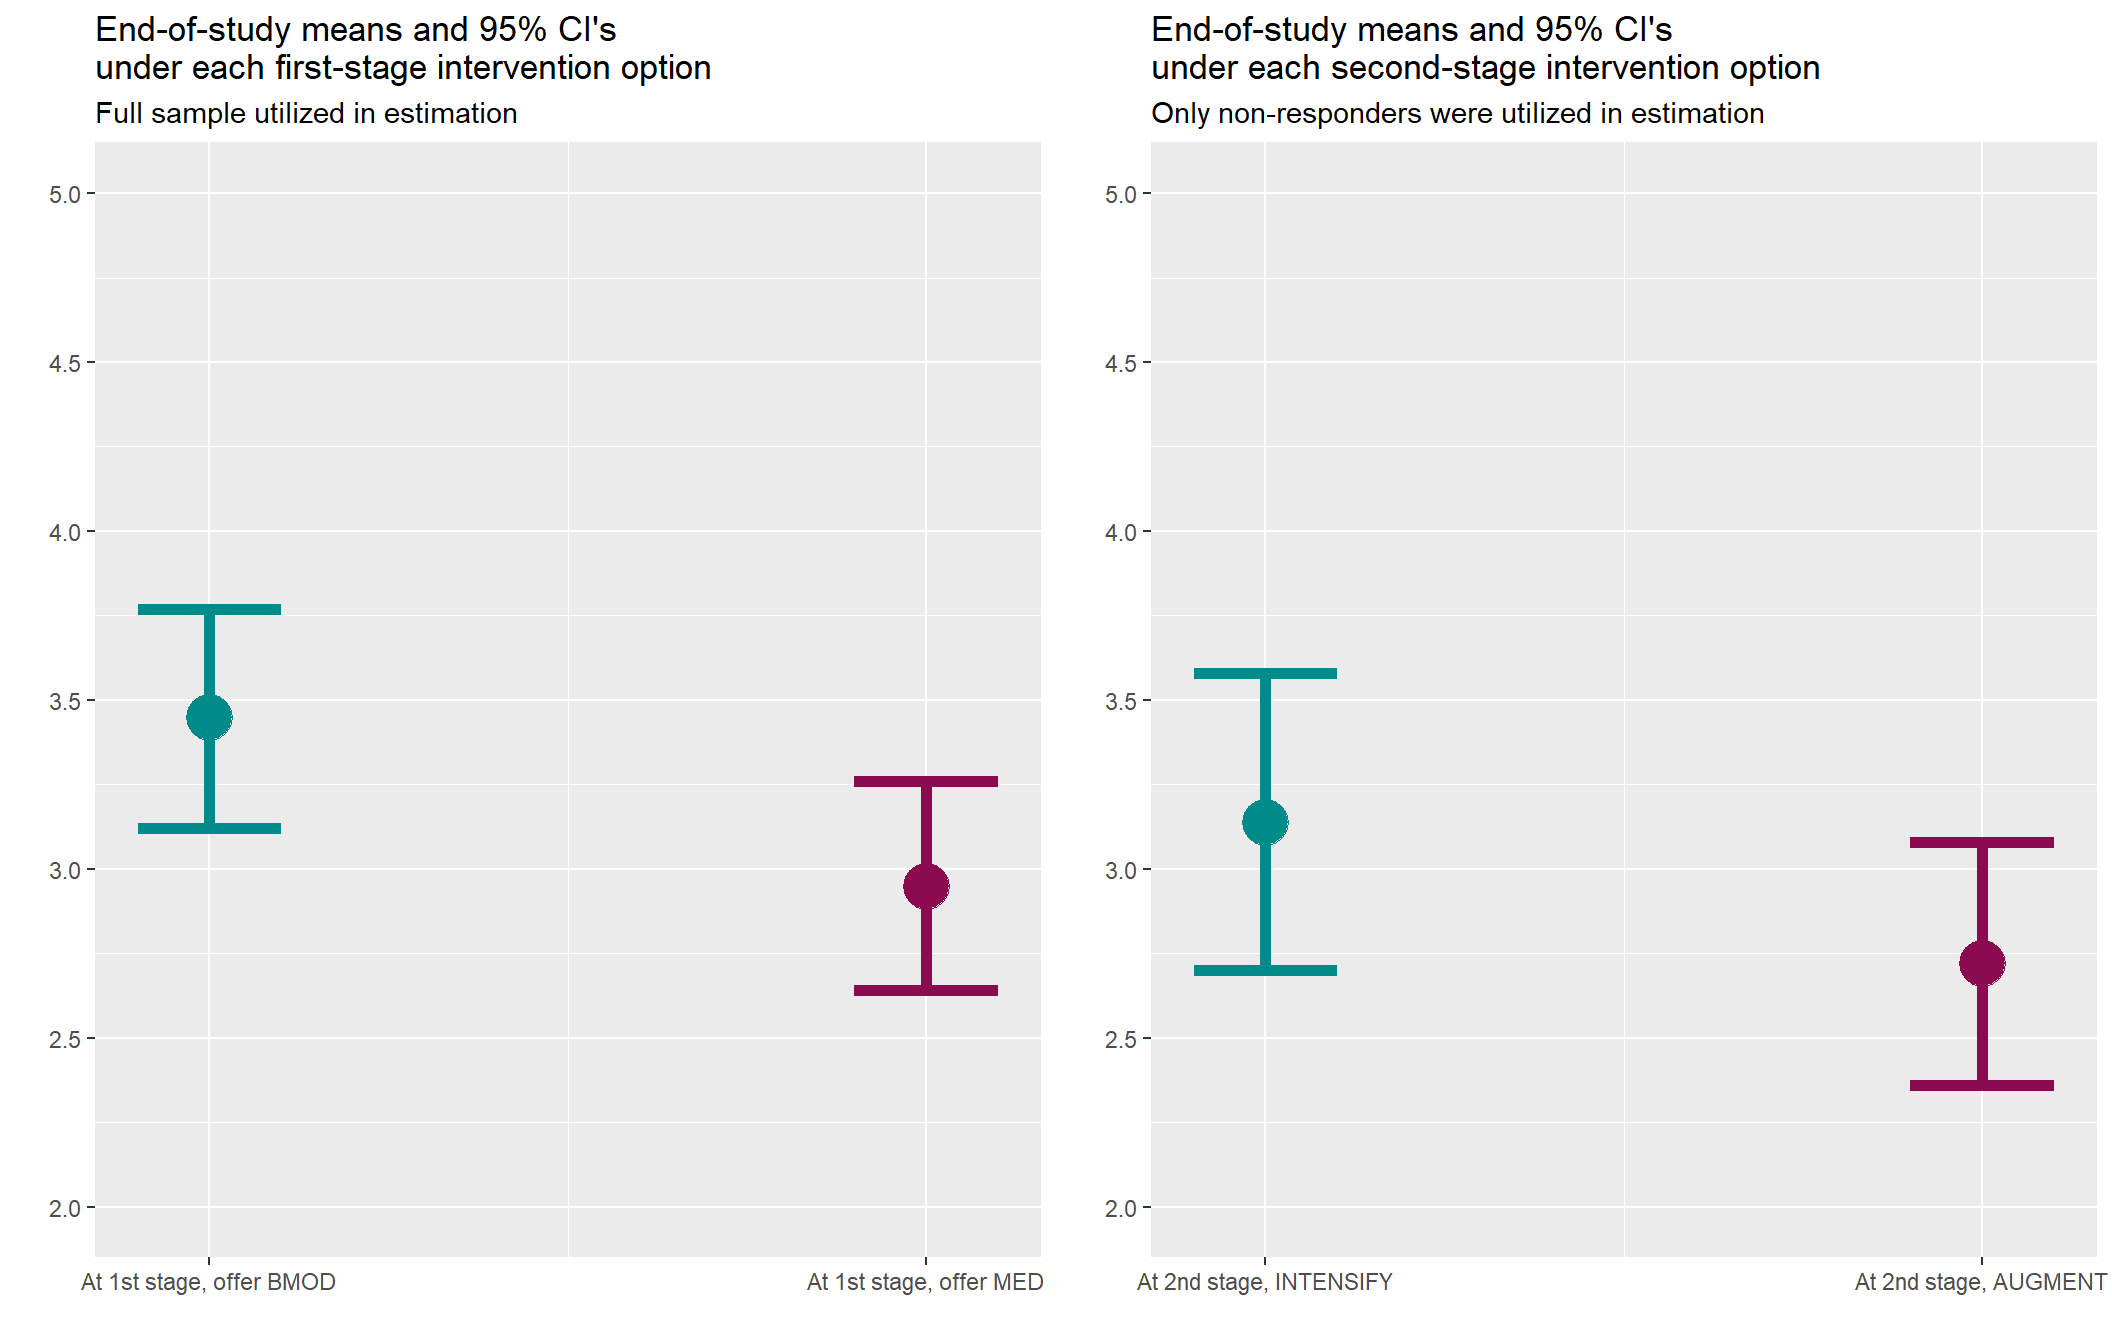 End-of-study means and 95% CI's
under each first-stage intervention option
Full sample utilized in estimation
5.0
4.5
4.0
3.5
3.0
2.5
2.0
At 1st stage, offer BMOD
At 1st stage, offer MED
End-of-study means and 95% CI's
under each second-stage intervention option
Only non-responders were utilized in estimation
5.0
4.5
4.0
3.5
3.0
2.5
2.0
At 2nd stage, INTENSIFY
At 2nd stage, AUGMENT